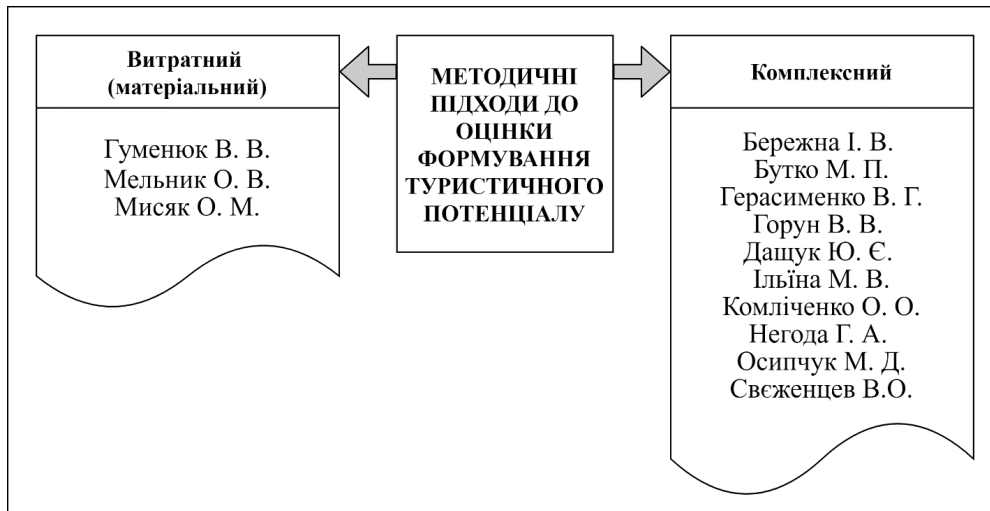 Витратний
(матеріальний)
Гуменюк В. В.
Мельник О. В.
Мисяк О. М.
МЕТОДИЧНІ
ПІДХОДИ ДО
ОЦІНКИ
ФОРМУВАННЯ
ТУРИСТИЧНОГО
ПОТЕНЦІАЛУ
Комплексний
Бережна І. В.
Бутко М. П.
Герасименко В. Г.
Горун В. В.
Дащук Ю. Є.
Ільїна М. В.
Комліченко О. О.
Негода Г. А.
Осипчук М. Д.
Свєженцев В.О.